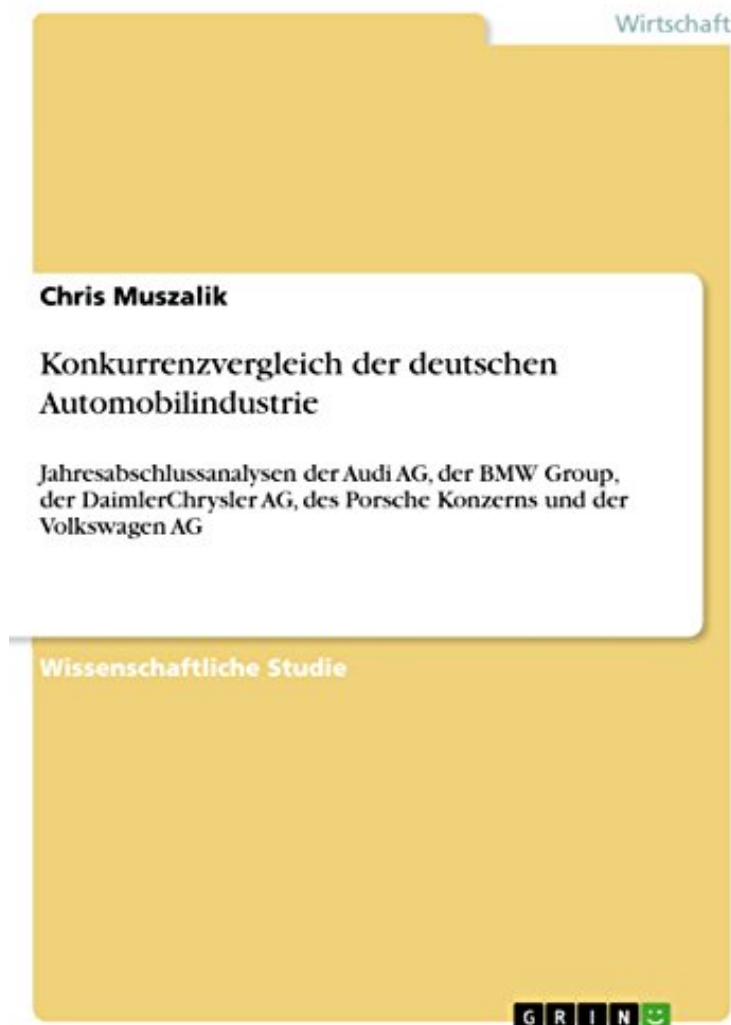 Wirtschaft
Chris Muszalik
Konkurrenzvergleich der deutschen
Automobilindustrie
Jahresabschlussanalysen der Audi AG, der BMW Group,
der DaimlerChrysler AG, des Porsche Konzerns und der
Volkswagen AG
Wissenschaftliche Studie
GRIN